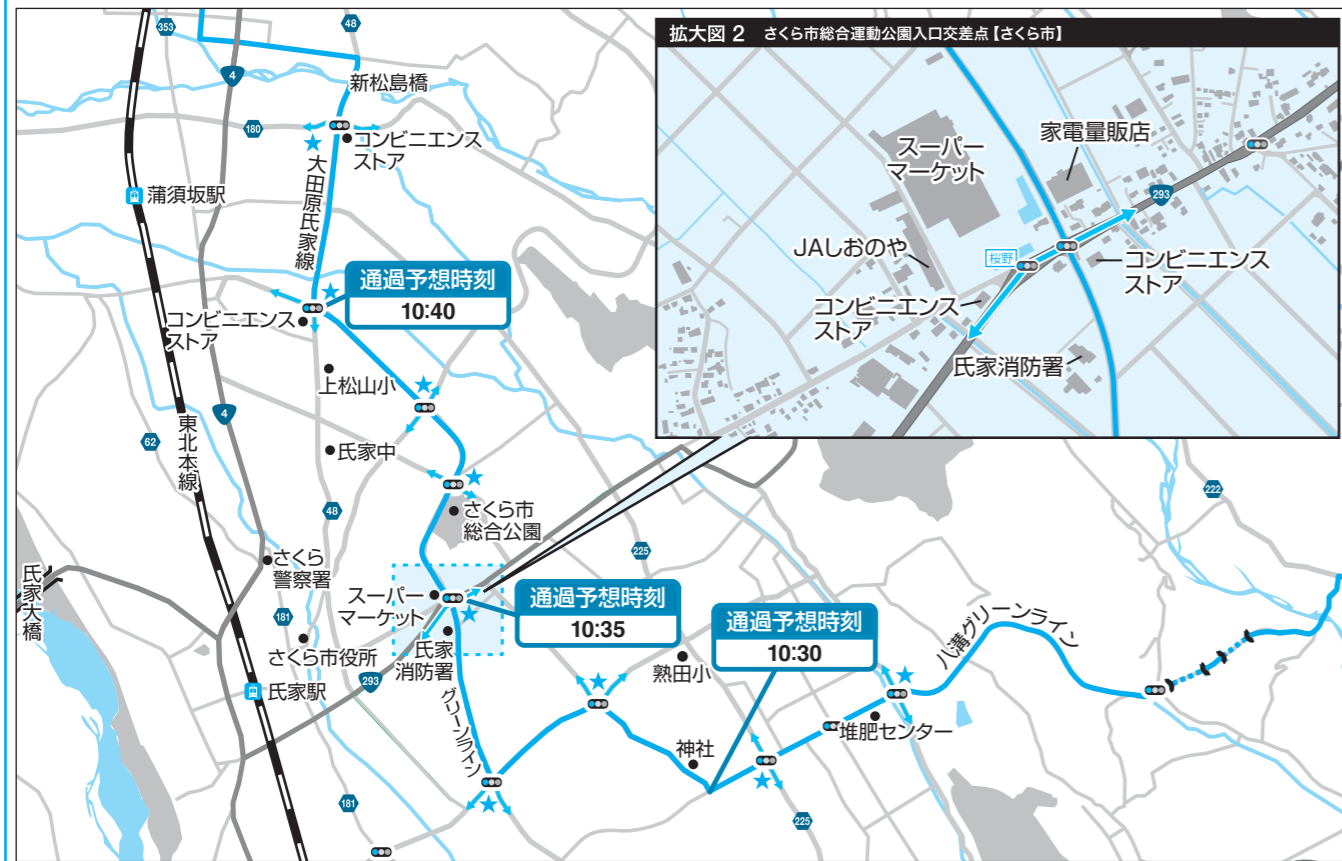 353
48
4
新松島橋
180
コンビニエンス
ストア
大田原氏家線
蒲須坂駅
通過予想時刻
10:40
コンビニエンス
ストア
上松山小
4
東北本線
62
氏家中
48
さくら市
総合公園
222
225
さくら
警察署
氏家大橋
スーパー
マーケット
通過予想時刻
10:35
通過予想時刻
10:30
八溝グリーンライン
181
さくら市役所
氏家
消防署
熟田小
293
氏家駅
グリーンライン
堆肥センター
神社
181
225
拡大図 2 さくら市総合運動公園入口交差点【さくら市】
家電量販店
スーパー
マーケット
293
JAしおのや
桜野
コンビニエンス
ストア
コンビニエンス
ストア
氏家消防署